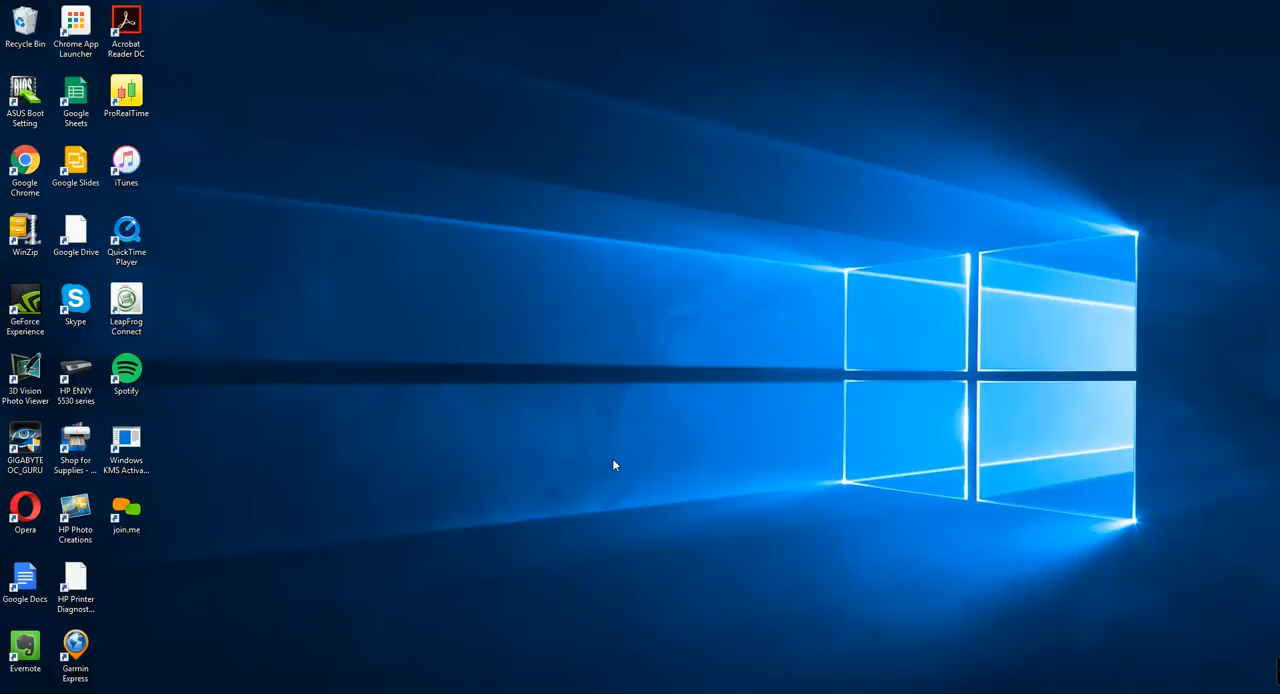 Recycle Bin
Chrome App
Launcher
Acrobat
Reader DC
BIOS
ASUS Boot
Setting
Google
Sheets
ProRealTime
Google
Chrome
Google Slides
iTunes
WinZip
Google Drive
QuickTime
Player
GeForce
Experience
Skype
LeapFrog
Connect
3D Vision
Photo Viewer
HP ENVY
5530 series
Spotify
GIGABYTE
OC_GURU
Shop for
Supplies - ...
Windows
KMS Activa...
Opera
HP Photo
Creations
join.me
Google Docs
HP Printer
Diagnost...
Evernote
Garmin
Express